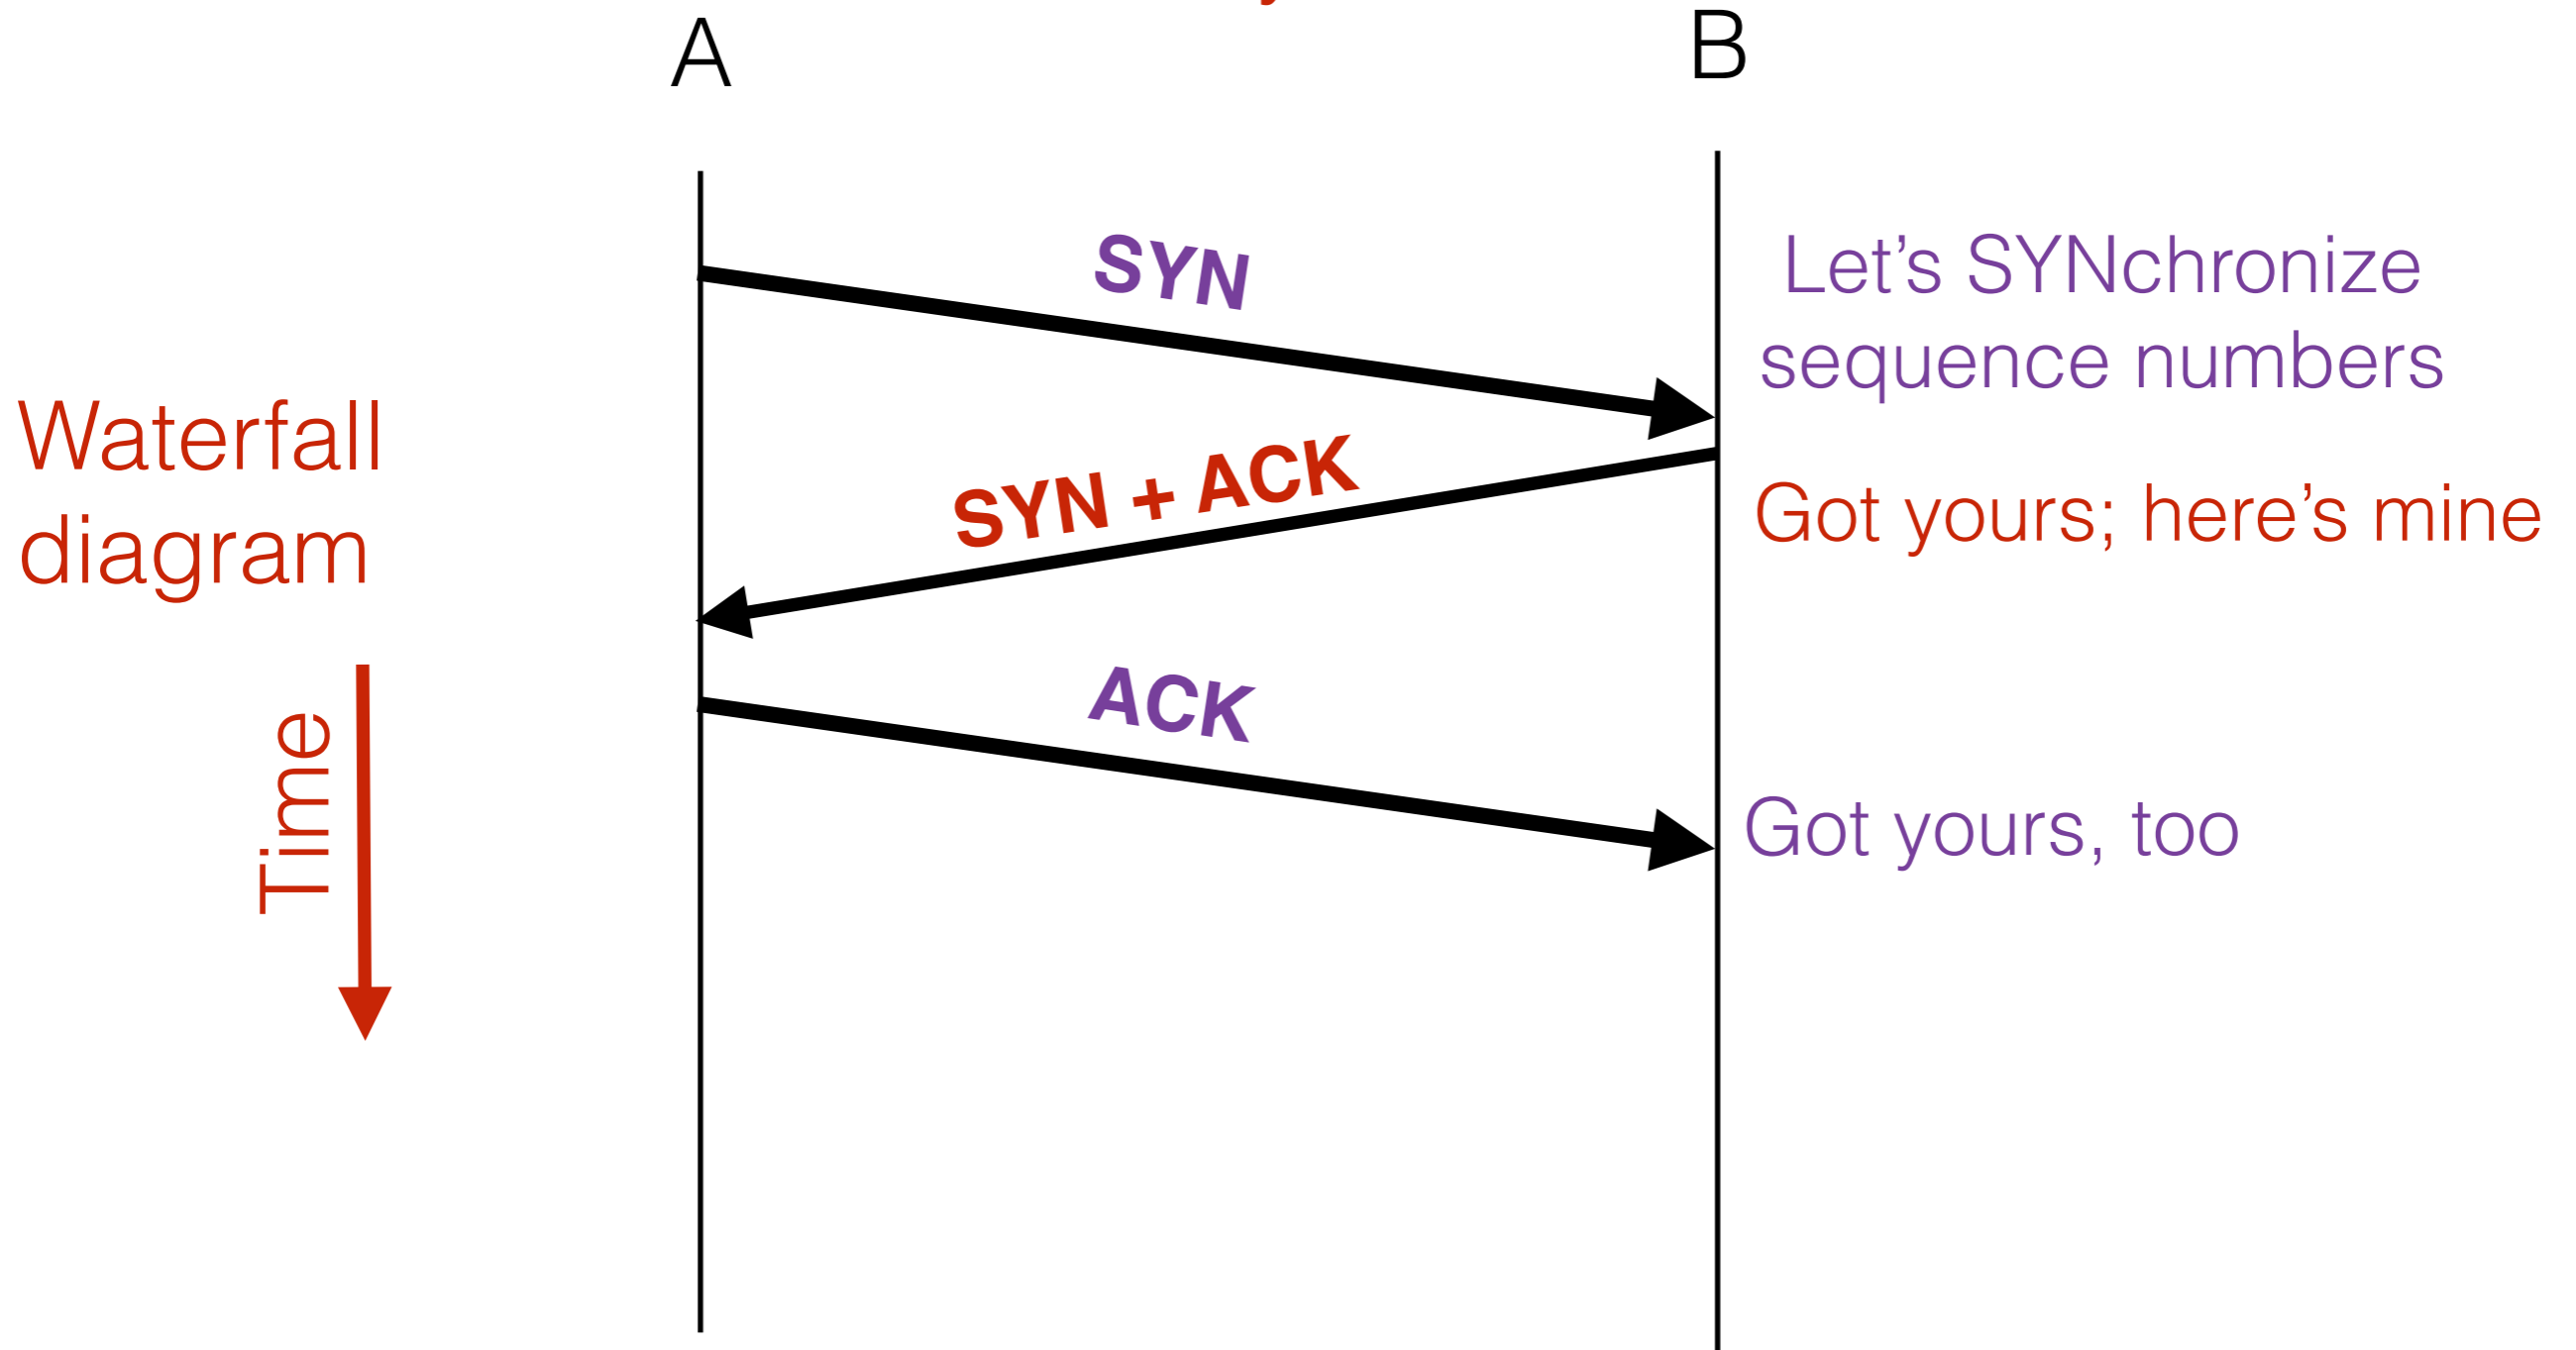 A
B
SYN
Let's SYNchronize
sequence numbers
Waterfall
diagram
SYN + ACK
Got yours; here's mine
ACK
Time
Got yours, too